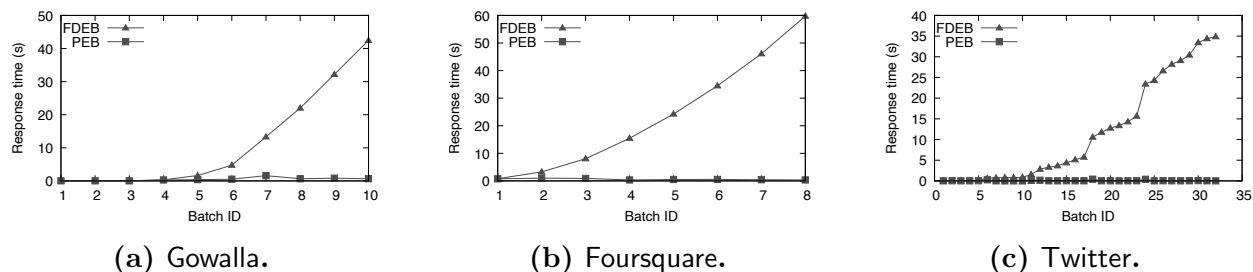 50
40
30
20
10
0
1 2 3 4 5 6 7 8 9 10
Response time (s)
Batch ID
FDEB
PEB
(a) Gowalla.
60
50
40
30
20
10
0
1 2 3 4 5 6 7 8
Response time (s)
Batch ID
FDEB
PEB
(b) Foursquare.
40
35
30
25
20
15
10
5
0
0 5 10 15 20 25 30 35
Response time (s)
Batch ID
FDEB
PEB
(c) Twitter.